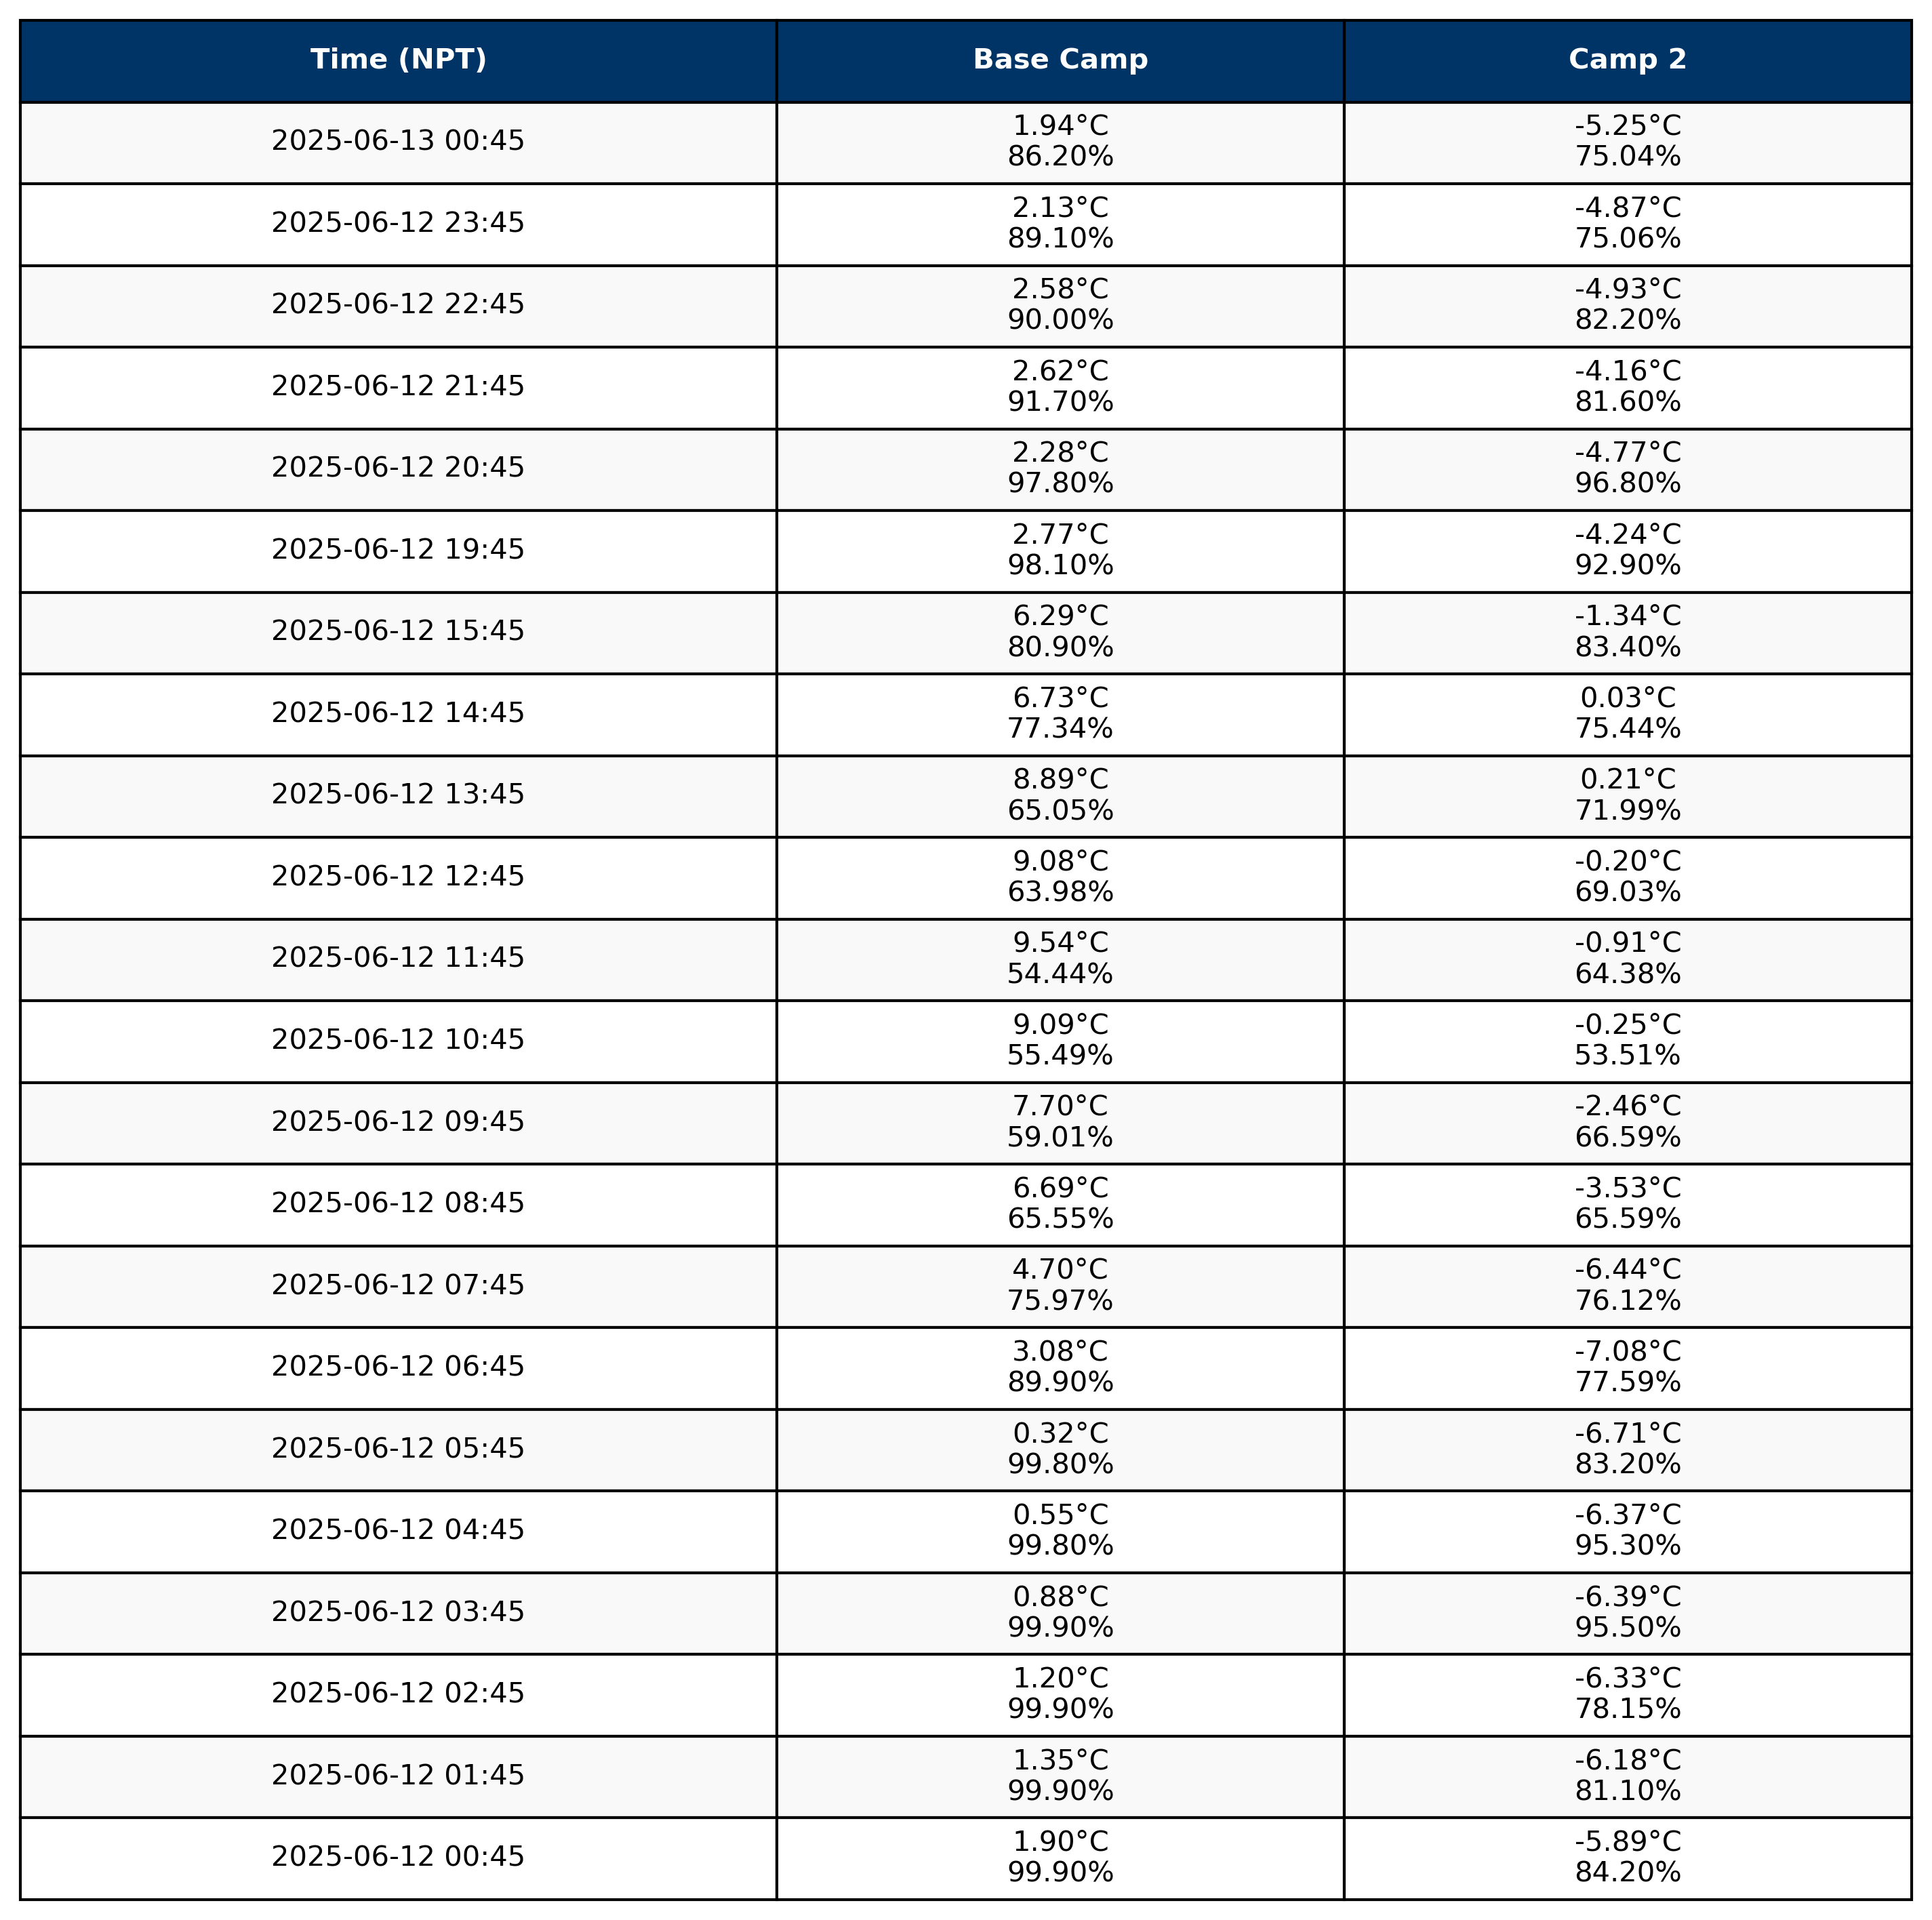 Time (NPT) Base Camp Camp 2
2025-06-13 00:45 1.94°C 86.20% -5.25°C 75.04%
2025-06-12 23:45 2.13°C 89.10% -4.87°C 75.06%
2025-06-12 22:45 2.58°C 90.00% -4.93°C 82.20%
2025-06-12 21:45 2.62°C 91.70% -4.16°C 81.60%
2025-06-12 20:45 2.28°C 97.80% -4.77°C 96.80%
2025-06-12 19:45 2.77°C 98.10% -4.24°C 92.90%
2025-06-12 15:45 6.29°C 80.90% -1.34°C 83.40%
2025-06-12 14:45 6.73°C 77.34% 0.03°C 75.44%
2025-06-12 13:45 8.89°C 65.05% 0.21°C 71.99%
2025-06-12 12:45 9.08°C 63.98% -0.20°C 69.03%
2025-06-12 11:45 9.54°C 54.44% -0.91°C 64.38%
2025-06-12 10:45 9.09°C 55.49% -0.25°C 53.51%
2025-06-12 09:45 7.70°C 59.01% -2.46°C 66.59%
2025-06-12 08:45 6.69°C 65.55% -3.53°C 65.59%
2025-06-12 07:45 4.70°C 75.97% -6.44°C 76.12%
2025-06-12 06:45 3.08°C 89.90% -7.08°C 77.59%
2025-06-12 05:45 0.32°C 99.80% -6.71°C 83.20%
2025-06-12 04:45 0.55°C 99.80% -6.37°C 95.30%
2025-06-12 03:45 0.88°C 99.90% -6.39°C 95.50%
2025-06-12 02:45 1.20°C 99.90% -6.33°C 78.15%
2025-06-12 01:45 1.35°C 99.90% -6.18°C 81.10%
2025-06-12 00:45 1.90°C 99.90% -5.89°C 84.20%